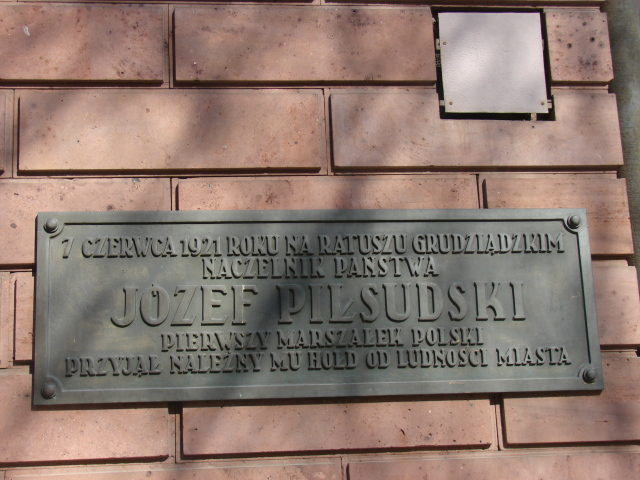 7 CZERWCA 1921 ROKU NA RATUSZU GRUDZIĄDZKIM
NACZELNIK PAŃSTWA
JÓZEF PIŁSUDSKI
PIERWSZY MARSZAŁEK POLSKI
PRZYJĄŁ NALEŻNY MU HOŁD OD LUDNOŚCI MIASTA